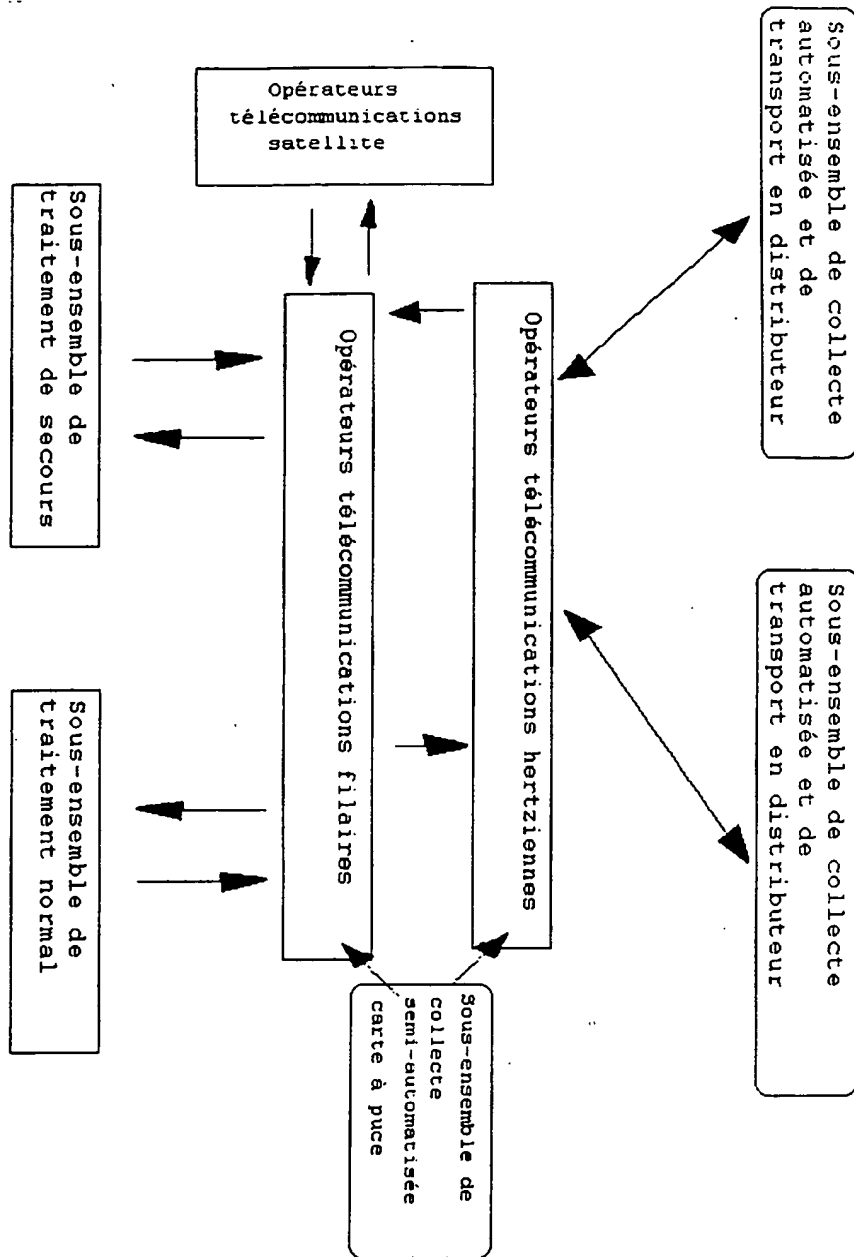 Sous-ensemble de collecte
automatisée et de
transport en distributeur
Sous-ensemble de collecte
automatisée et de
transport en distributeur
Opérateurs
télécommunications
satellite
Opérateurs télécommunications hertziennes
Opérateurs télécommunications filaires
Sous-ensemble de
collecte
semi-automatisée
carte à puce
Sous-ensemble de
traitement de secours
Sous-ensemble de
traitement normal